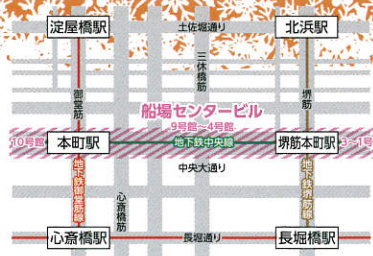 淀屋橋駅
土佐堀通り
北浜駅
三休橋筋
御堂筋
堺筋
船場センタービル
9号館~4号館
10号館
本町駅
地下鉄中央線
堺筋本町駅
3~1号
中央大通り
地下鉄御堂筋線
地下鉄堺筋線
心斎橋筋
心斎橋駅
長堀通り
長堀橋駅